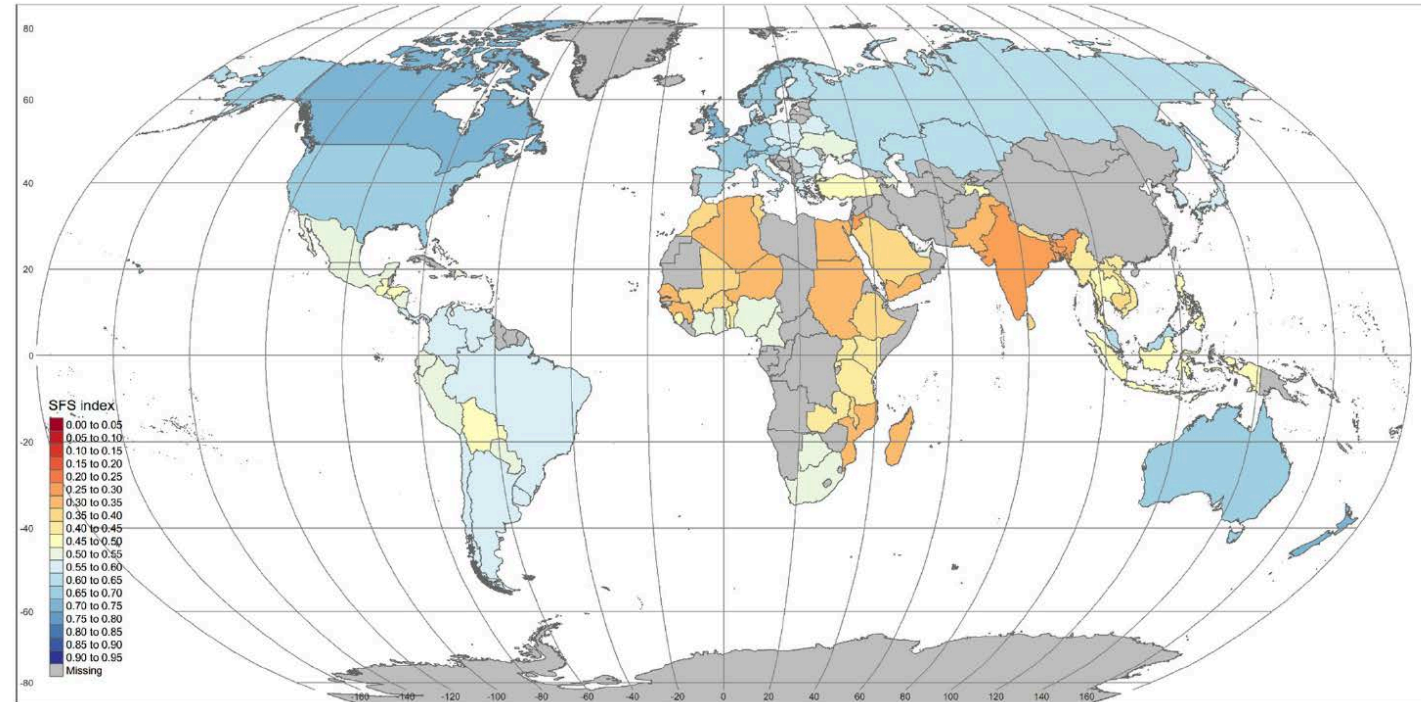 80
60
40
20
0
-20
-40
-60
-80
SFS index
0.00 to 0.05
0.05 to 0.10
0.10 to 0.15
0.15 to 0.20
0.20 to 0.25
0.25 to 0.30
0.30 to 0.35
0.35 to 0.40
0.40 to 0.45
0.45 to 0.50
0.50 to 0.55
0.55 to 0.60
0.60 to 0.65
0.65 to 0.70
0.70 to 0.75
0.75 to 0.80
0.80 to 0.85
0.85 to 0.90
0.90 to 0.95
Missing
-160 -140 -120 -100 -80 -60 -40 -20 0 20 40 60 80 100 120 140 160